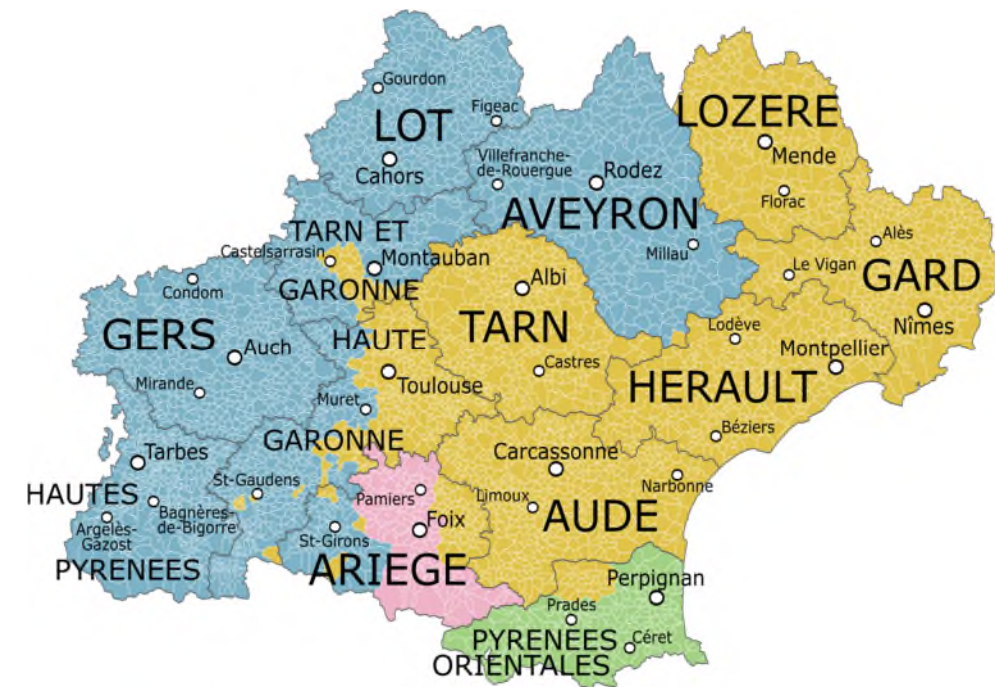 Gourdon
LOT
Figeac
Cahors
LOZERE
Mende
Florac
Villefranche-
de-Rouergue
Rodez
AVEYRON
Millau
TARN ET
Castelsarrasin
Montauban
GARONNE
Alès
Le Vigan
GARD
Nîmes
Condom
GERS
Auch
Mirande
Albi
TARN
Castres
HAUTE
Toulouse
Muret
GARONNE
Lodève
Montpellier
HERAULT
Béziers
Tarbes
HAUTES
Bagnères-
de-Bigorre
Argelès-
Gazost
PYRENEES
St-Gaudens
Pamiers
Foix
St-Girons
ARIEGE
Carcassonne
Limoux
Narbonne
AUDE
Perpignan
Prades
PYRENEES
Céret
ORIENTALES